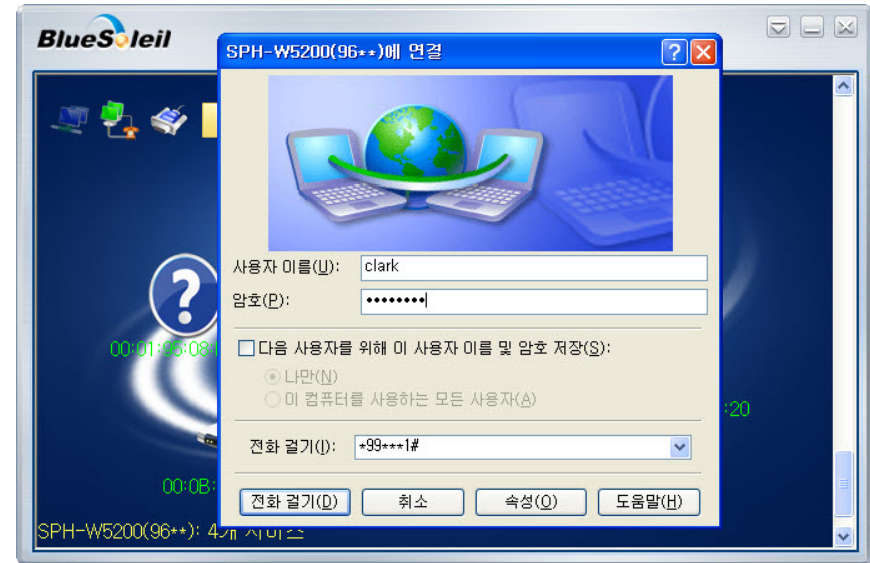 BlueSoleil
SPH-W5200(96**)에 연결
사용자 이름(U):
clark
암호(P):
••••••••
00:01:95:081
다음 사용자를 위해 이 사용자 이름 및 암호 저장(S):
나만(N)
이 컴퓨터를 사용하는 모든 사용자(A)
:20
전화 걸기(I):
*99***1#
00:0B:
전화 걸기(D)
취소
속성(O)
도움말(H)
SPH-W5200(96**): 4개 서비스